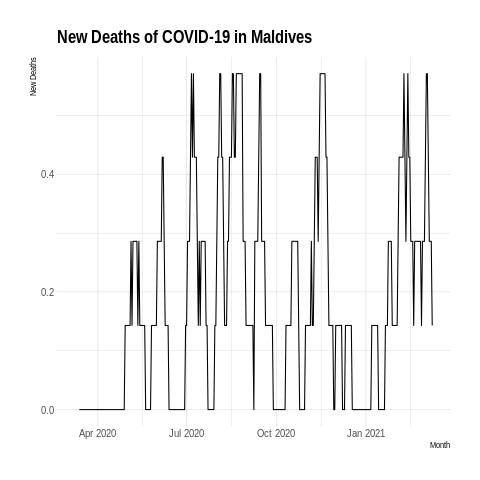 New Deaths of COVID-19 in Maldives
New Deaths
0.4
0.2
0.0
Apr 2020 Jul 2020 Oct 2020 Jan 2021
Month